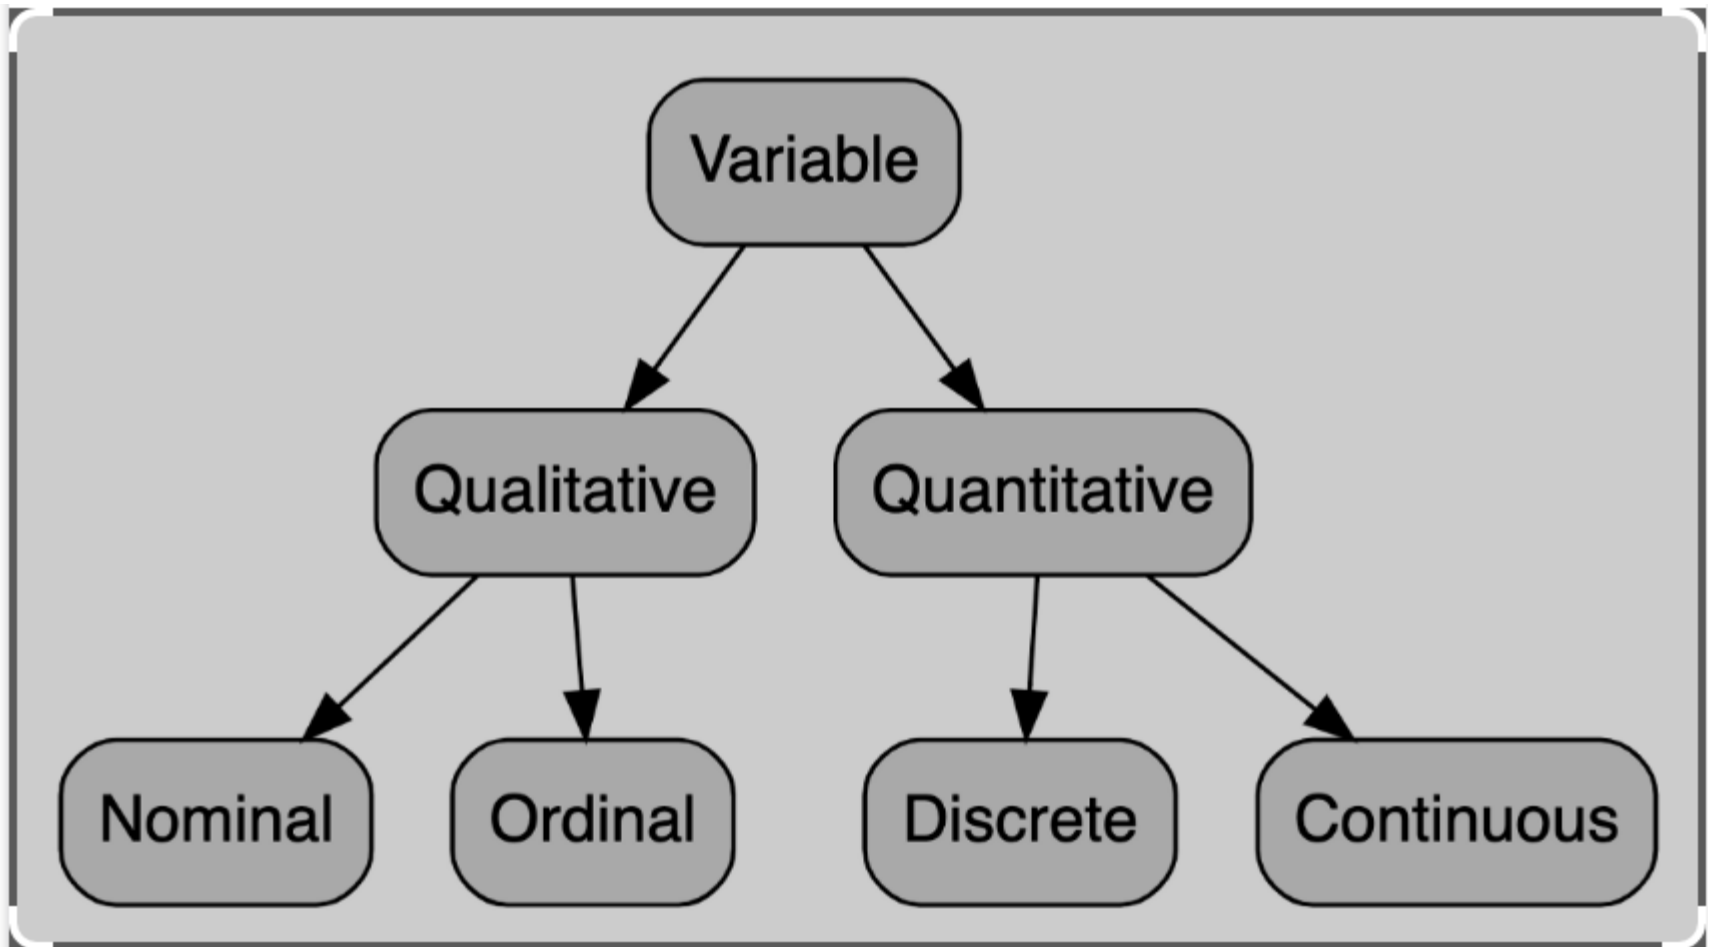 Variable
Qualitative
Quantitative
Nominal
Ordinal
Discrete
Continuous